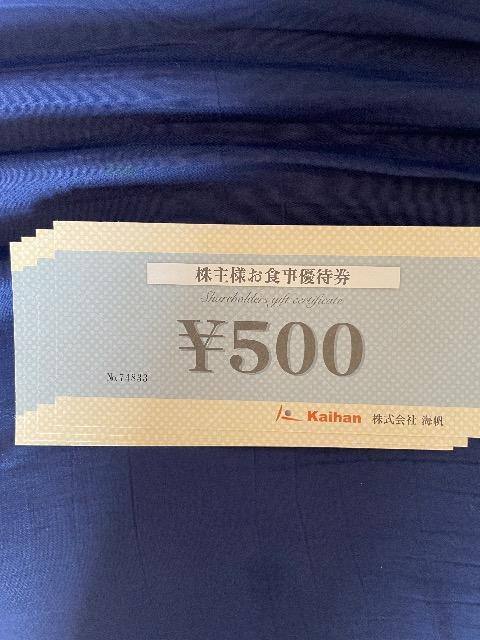 株主様お食事優待券
Shareholders gift certificate
¥500
No.74833
Kaihan 株式会社 海帆